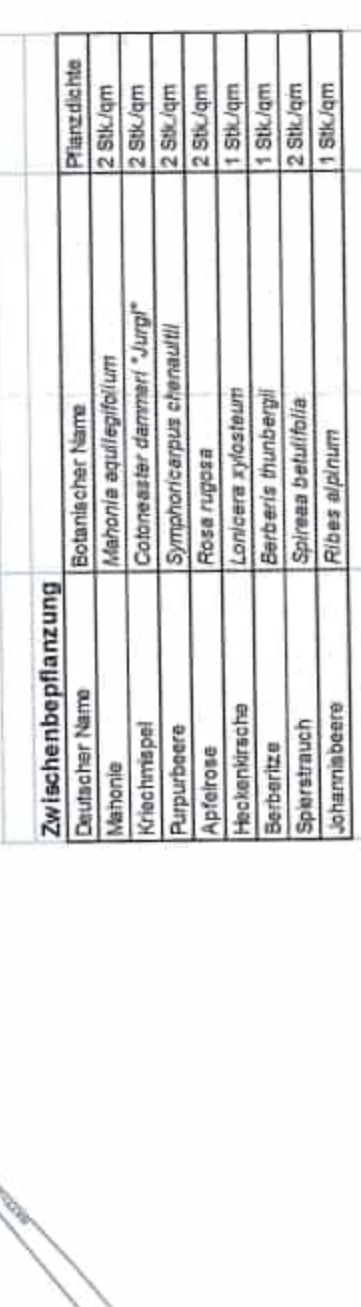 Zwischenbepflanzung
Deutscher Name Botanischer Name Pflanzdichte
Mahonie Mahonia aquilegifolium 2 Stk./qm
Kriechmispel Cotoneaster dammeri "Jurgl" 2 Stk./qm
Purpurbeere Symphoricarpus chenaultii 2 Stk./qm
Apfelrose Rosa rugosa 2 Stk./qm
Heckenkirsche Lonicera xylosteum 1 Stk./qm
Berberitze Berberis thunbergii 1 Stk./qm
Spierstrauch Spireea betulifolia 2 Stk./qm
Johannisbeere Ribes alpinum 1 Stk./qm